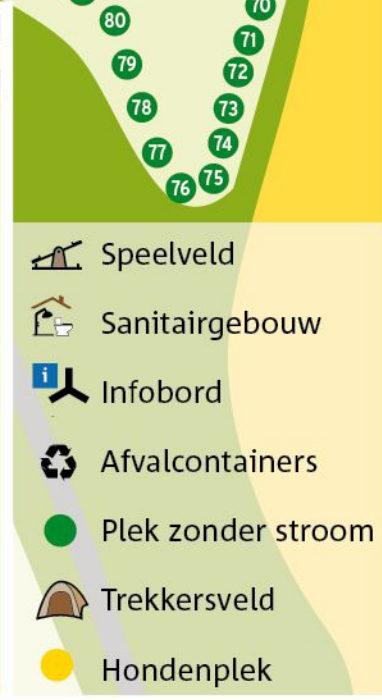 70
80
71
79
72
78
73
74
77
75
76
Speelveld
Sanitairgebouw
i
Infobord
Afvalcontainers
Plek zonder stroom
Trekkersveld
Hondenplek